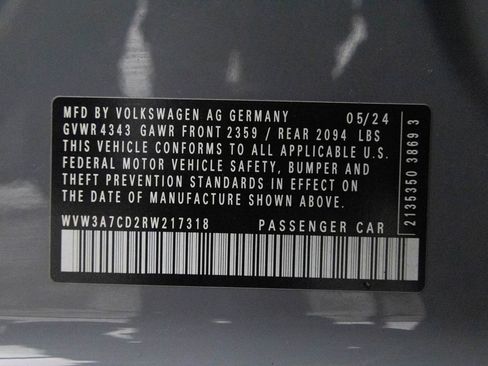 MFD BY VOLKSWAGEN AG GERMANY 05/24
GVWR 4343 GAWR FRONT 2359 / REAR 2094 LBS
THIS VEHICLE CONFORMS TO ALL APPLICABLE U.S.
FEDERAL MOTOR VEHICLE SAFETY, BUMPER AND
THEFT PREVENTION STANDARDS IN EFFECT ON
THE DATE OF MANUFACTURE SHOWN ABOVE.
WVW3A7CD2RW217318 PASSENGER CAR
2135350 3869 3